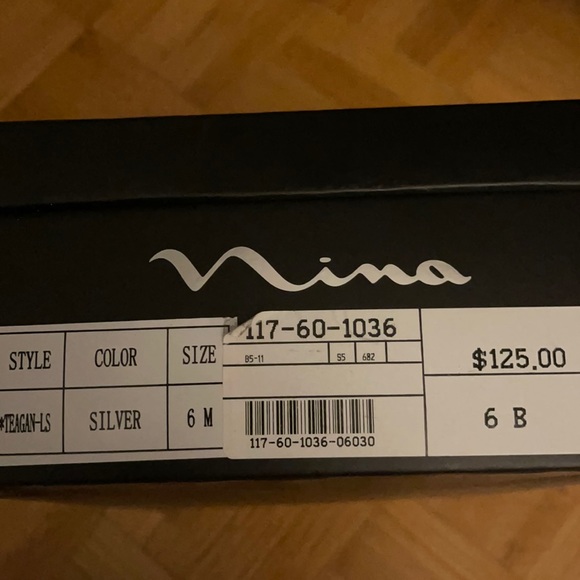 Nina
STYLE COLOR SIZE
*TEAGAN-LS SILVER 6 M
117-60-1036
85-11 55 682
117-60-1036-06030
$125.00
6 B